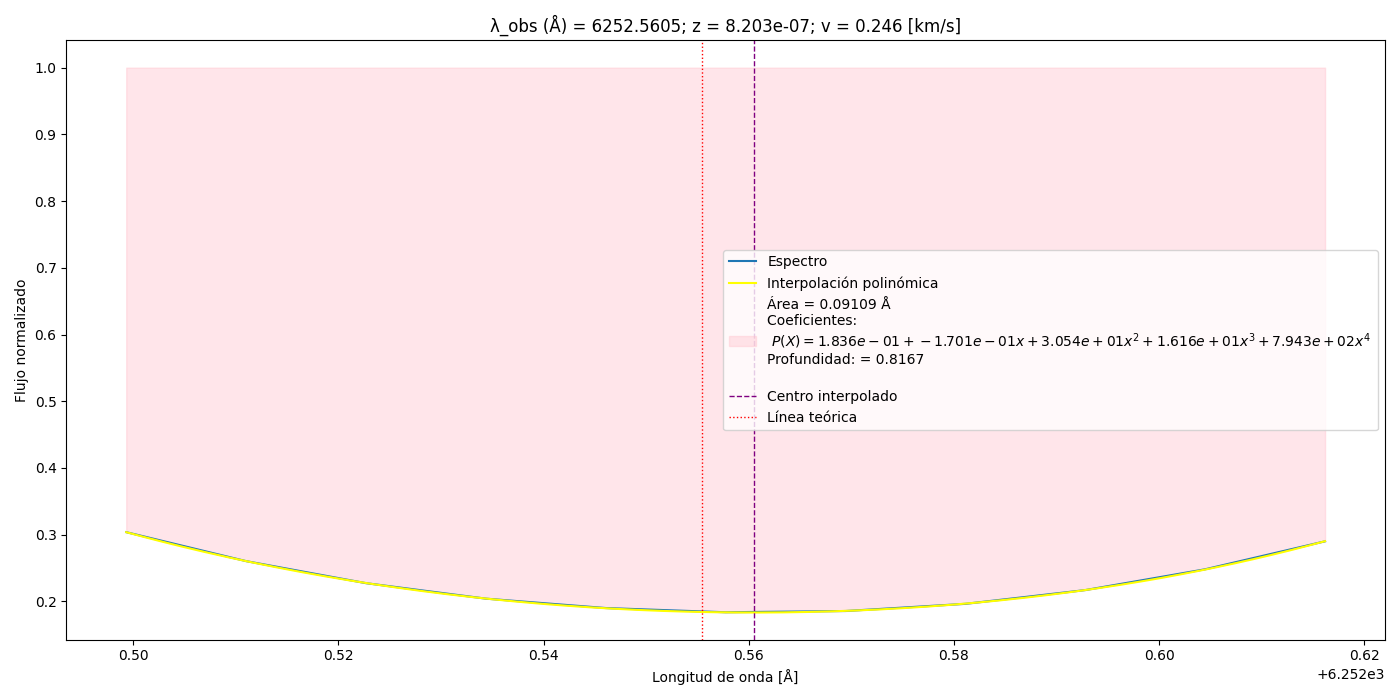 λ_obs (Å) = 6252.5605; z = 8.203e-07; v = 0.246 [km/s]
Flujo normalizado
1.0
0.9
0.8
0.7
0.6
0.5
0.4
0.3
0.2
Espectro
Interpolación polinómica
Área = 0.09109 Å
Coeficientes:
P(X) = 1.836e − 01 + −1.701e − 01x + 3.054e + 01x² + 1.616e + 01x³ + 7.943e + 02x⁴
Profundidad: = 0.8167
Centro interpolado
Línea teórica
0.50 0.52 0.54 0.56 0.58 0.60 0.62
+6.252e3
Longitud de onda [Å]